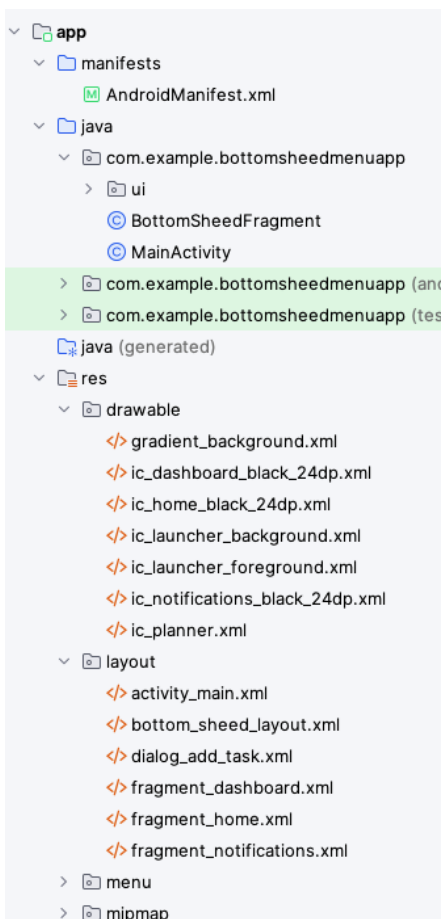 app
manifests
AndroidManifest.xml
java
com.example.bottomsheedmenuapp
ui
BottomSheedFragment
MainActivity
com.example.bottomsheedmenuapp (and
com.example.bottomsheedmenuapp (tes
java (generated)
res
drawable
gradient_background.xml
ic_dashboard_black_24dp.xml
ic_home_black_24dp.xml
ic_launcher_background.xml
ic_launcher_foreground.xml
ic_notifications_black_24dp.xml
ic_planner.xml
layout
activity_main.xml
bottom_sheed_layout.xml
dialog_add_task.xml
fragment_dashboard.xml
fragment_home.xml
fragment_notifications.xml
menu
mipmap